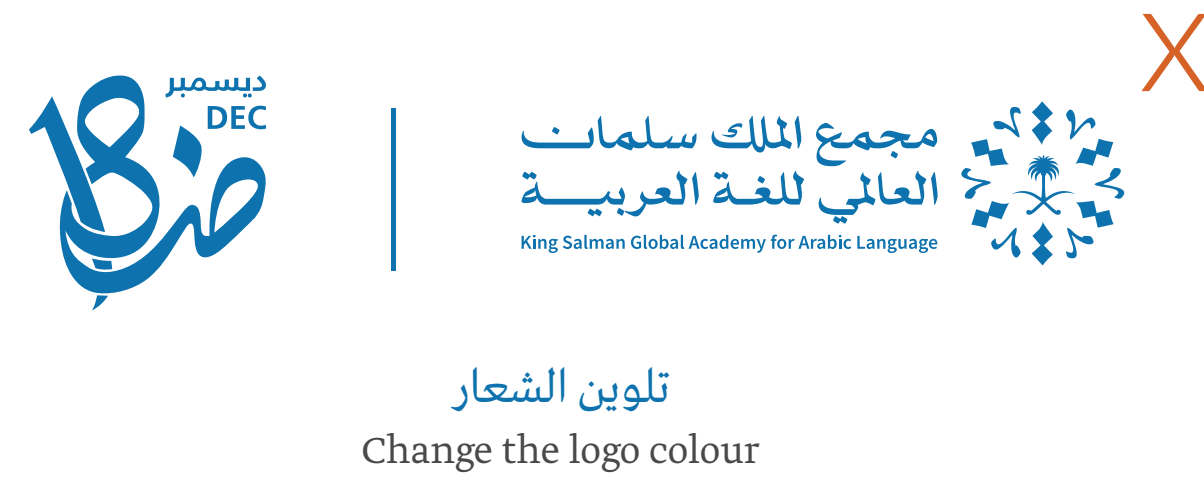 ديسمبر
DEC
18
ض
مجمع الملك سلمان
العالمي للغة العربية
King Salman Global Academy for Arabic Language
تلوين الشعار
Change the logo colour